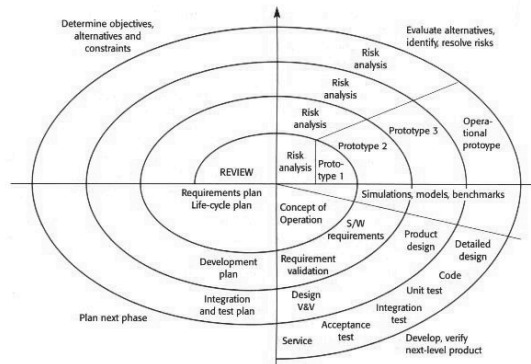 Determine objectives,
alternatives and
constraints
Evaluate alternatives,
identify, resolve risks
Risk
analysis
Risk
analysis
Risk
analysis
Risk
analysis
Proto-
type 1
Prototype 2
Prototype 3
Opera-
tional
protoype
REVIEW
Requirements plan
Life-cycle plan
Simulations, models, benchmarks
Concept of
Operation
S/W
requirements
Product
design
Detailed
design
Development
plan
Requirement
validation
Code
Unit test
Integration
and test plan
Design
V&V
Integration
test
Plan next phase
Acceptance
test
Service
Develop, verify
next-level product